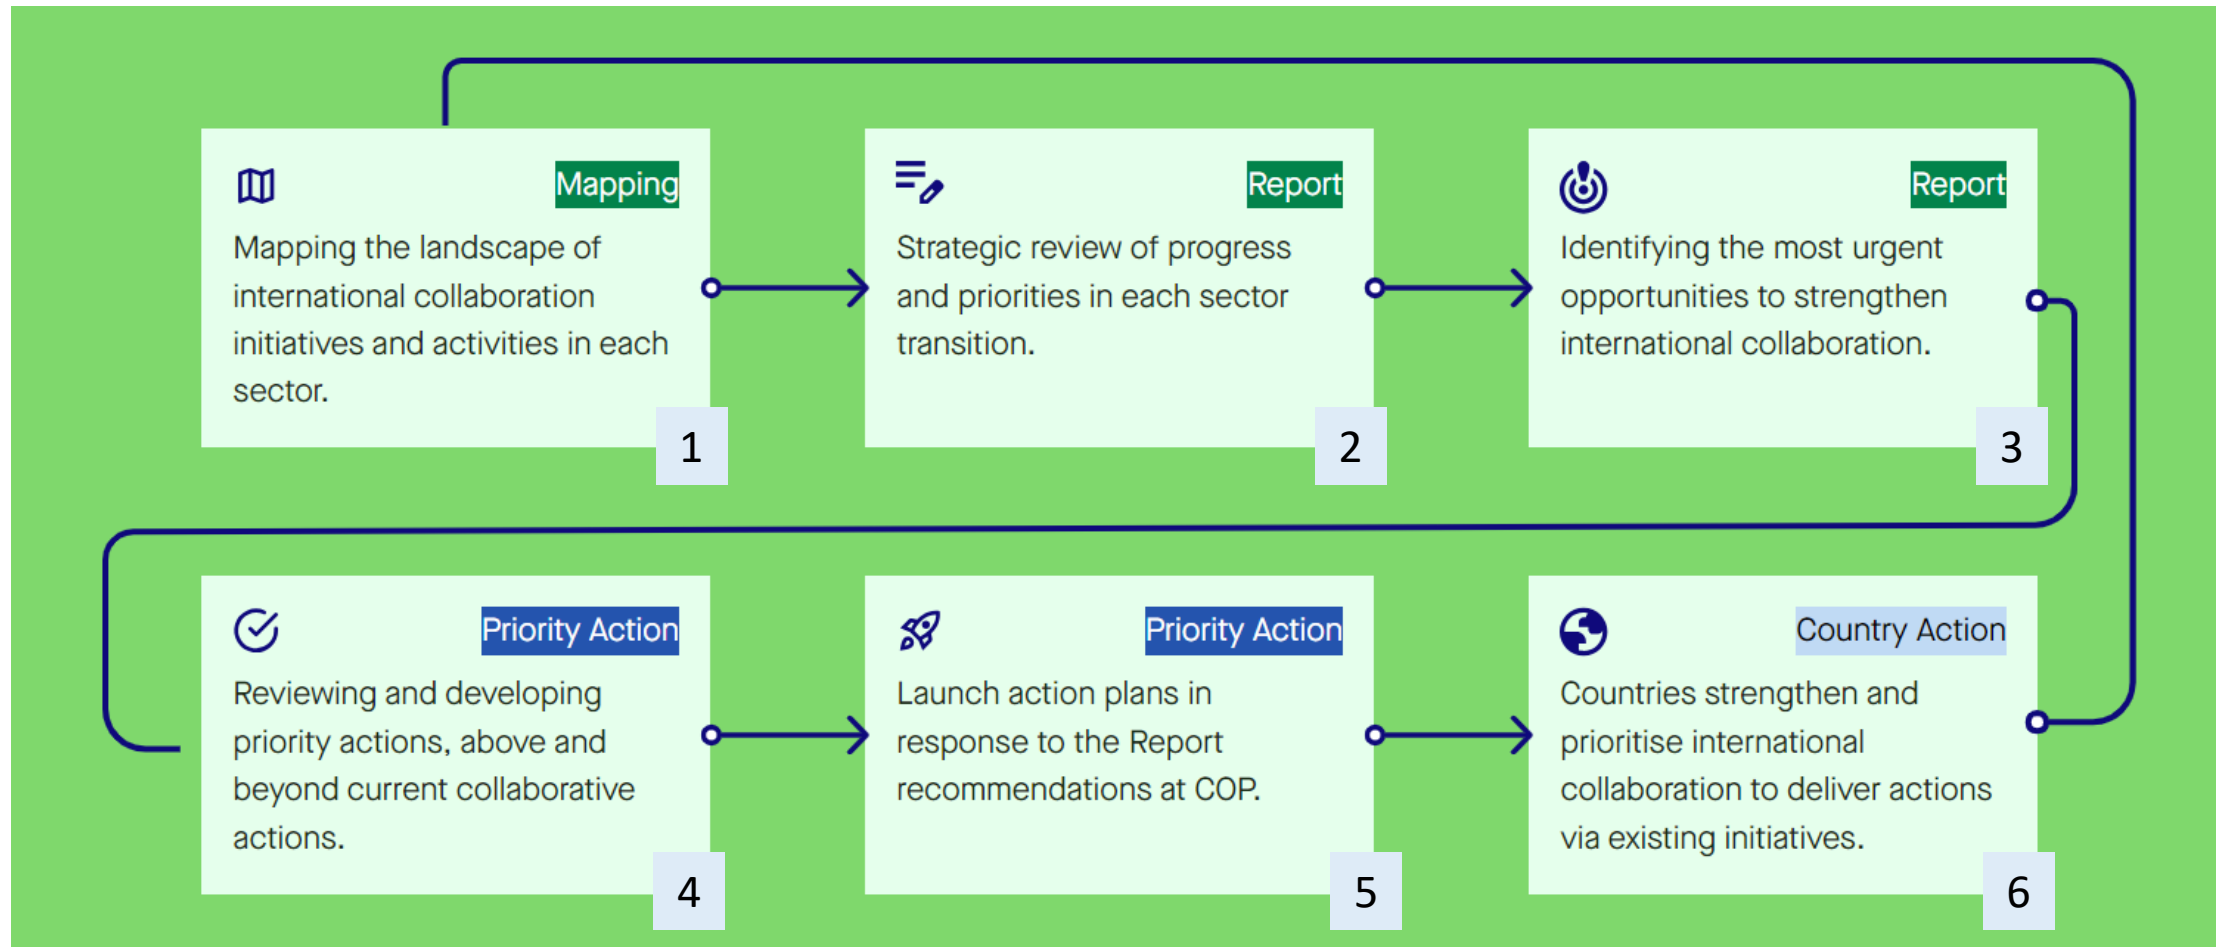 Mapping
Mapping the landscape of
international collaboration
initiatives and activities in each
sector.
1
Report
Strategic review of progress
and priorities in each sector
transition.
2
Report
Identifying the most urgent
opportunities to strengthen
international collaboration.
3
Priority Action
Reviewing and developing
priority actions, above and
beyond current collaborative
actions.
4
Priority Action
Launch action plans in
response to the Report
recommendations at COP.
5
Country Action
Countries strengthen and
prioritise international
collaboration to deliver actions
via existing initiatives.
6